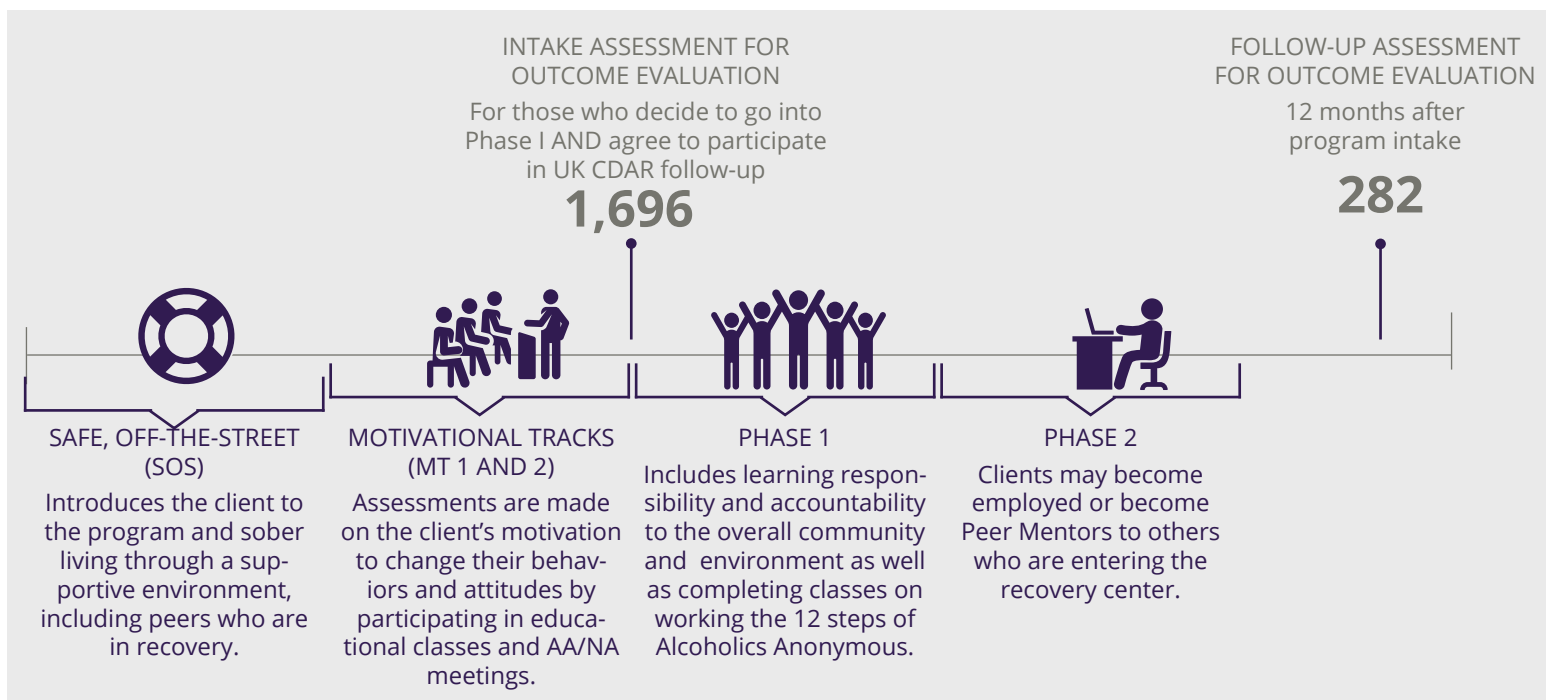 INTAKE ASSESSMENT FOR
OUTCOME EVALUATION
For those who decide to go into
Phase I AND agree to participate
in UK CDAR follow-up
1,696
FOLLOW-UP ASSESSMENT
FOR OUTCOME EVALUATION
12 months after
program intake
282
SAFE, OFF-THE-STREET
(SOS)
Introduces the client to
the program and sober
living through a sup-
portive environment,
including peers who are
in recovery.
MOTIVATIONAL TRACKS
(MT 1 AND 2)
Assessments are made
on the client’s motivation
to change their behav-
iors and attitudes by
participating in educa-
tional classes and AA/NA
meetings.
PHASE 1
Includes learning respon-
sibility and accountability
to the overall community
and environment as well
as completing classes on
working the 12 steps of
Alcoholics Anonymous.
PHASE 2
Clients may become
employed or become
Peer Mentors to others
who are entering the
recovery center.